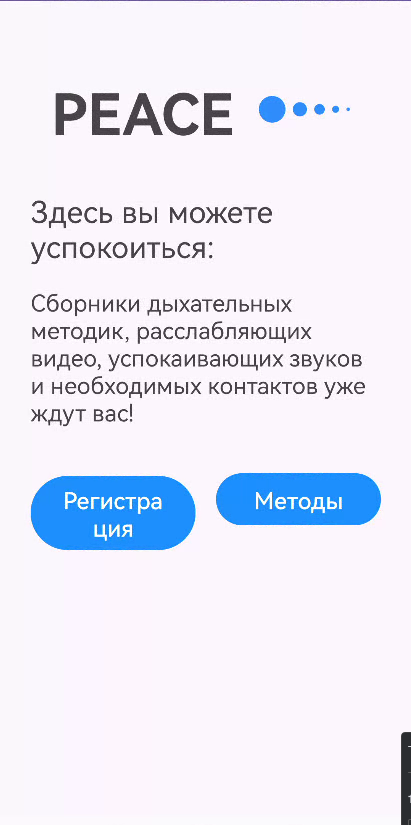 PEACE
Здесь вы можете
успокоиться:
Сборники дыхательных
методик, расслабляющих
видео, успокаивающих звуков
и необходимых контактов уже
ждут вас!
Регистра
ция
Методы